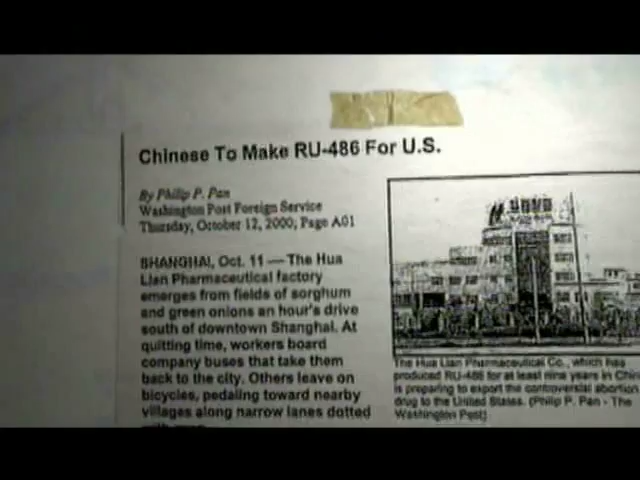 Chinese To Make RU-486 For U.S.
By Philip P. Pan
Washington Post Foreign Service
Thursday, October 12, 2000; Page A01
SHANGHAI, Oct. 11 — The Hua
Lian Pharmaceutical factory
emerges from fields of sorghum
and green onions an hour's drive
south of downtown Shanghai. At
quitting time, workers board
company buses that take them
back to the city. Others leave on
bicycles, pedaling toward nearby
villages along narrow lanes dotted
The Hua Lian Pharmaceutical Co., which has
produced RU-486 for at least nine years in Chin
is preparing to export the controversial abortion
drug to the United States. (Philip P. Pan - The
Washington Post)